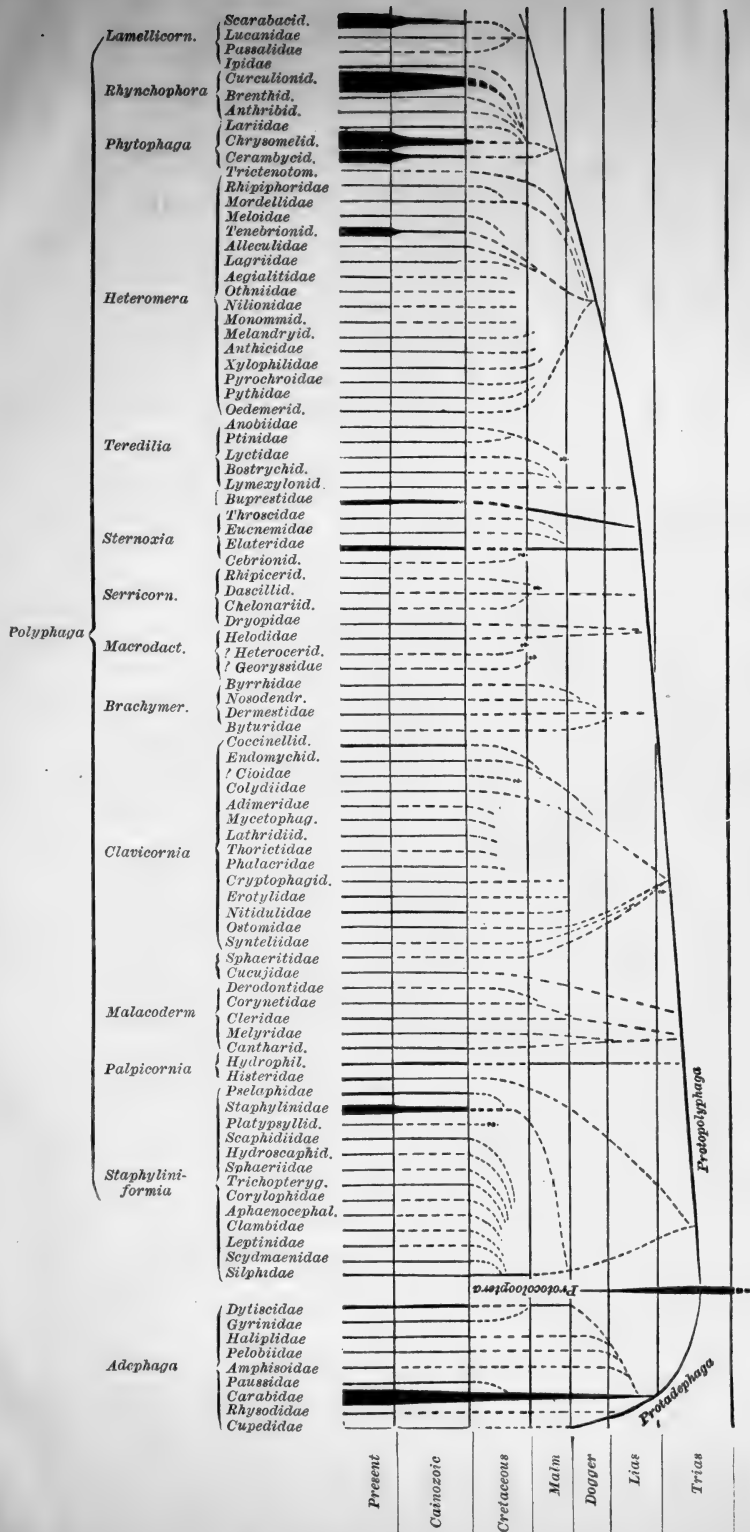 Scarabacid.
Lamellicorn.
Lucanidae
Passalidae
Ipidae
Curculionid.
Rhynchophora
Brenthid.
Anthribid.
Lariidae
Phytophaga
Chrysomelid.
Cerambycid.
Trictenotom.
Rhipiphoridae
Mordellidae
Meloidae
Tenebrionid.
Alleculidae
Lagriidae
Aegialitidae
Othniidae
Heteromera
Nilionidae
Monommid.
Melandryid.
Anthicidae
Xylophilidae
Pyrochroidae
Pythidae
Oedemerid.
Anobiidae
Ptinidae
Teredilia
Lyctidae
Bostrychid.
Lymexylonid.
Buprestidae
Throscidae
Eucnemidae
Sternoxia
Elateridae
Cebrionid.
Rhipicerid.
Dascillid.
Serricorn.
Chelonariid.
Dryopidae
Polyphaga
Helodidae
Macrodact.
? Heterocerid.
? Georyssidae
Byrrhidae
Nosodendr.
Brachymer.
Dermestidae
Byturidae
Coccinellid.
Endomychid.
? Cioidae
Colydiidae
Adimeridae
Mycetophag.
Lathridiid.
Clavicornia
Thorictidae
Phalacridae
Cryptophagid.
Erotylidae
Nitidulidae
Ostomidae
Synteliidae
Sphaeritidae
Cucujidae
Derodontidae
Corynetidae
Malacoderm
Cleridae
Melyridae
Cantharid.
Palpicornia
Hydrophil.
Histeridae
Pselaphidae
Staphylinidae
Platypsyllid.
Scaphidiidae
Hydroscaphid.
Protopolyphaga
Staphylini-
formia
Sphaeriidae
Trichopteryg.
Corylophidae
Aphaenocephal.
Clambidae
Leptinidae
Scydmaenidae
Silphidae
Protocoleoptera
Dytiscidae
Gyrinidae
Haliplidae
Pelobiidae
Adephaga
Amphisoidae
Paussidae
Carabidae
Protadephaga
Rhysodidae
Cupedidae
Present
Cainozoic
Cretaceous
Malm
Dogger
Lias
Trias